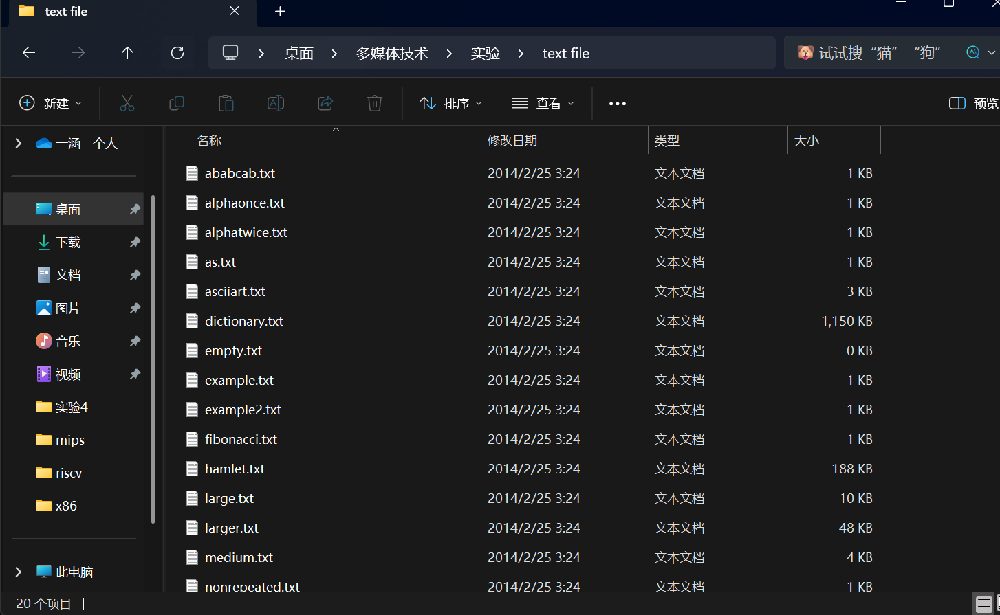 text file
桌面 多媒体技术 实验 text file 试试搜“猫” “狗”
新建 排序 查看 预览
名称 修改日期 类型 大小
一涵 - 个人
桌面
下载
文档
图片
音乐
视频
实验4
mips
riscv
x86
此电脑
ababcab.txt 2014/2/25 3:24 文本文档 1 KB
alphaonce.txt 2014/2/25 3:24 文本文档 1 KB
alphatwice.txt 2014/2/25 3:24 文本文档 1 KB
as.txt 2014/2/25 3:24 文本文档 1 KB
asciiart.txt 2014/2/25 3:24 文本文档 3 KB
dictionary.txt 2014/2/25 3:24 文本文档 1,150 KB
empty.txt 2014/2/25 3:24 文本文档 0 KB
example.txt 2014/2/25 3:24 文本文档 1 KB
example2.txt 2014/2/25 3:24 文本文档 1 KB
fibonacci.txt 2014/2/25 3:24 文本文档 1 KB
hamlet.txt 2014/2/25 3:24 文本文档 188 KB
large.txt 2014/2/25 3:24 文本文档 10 KB
larger.txt 2014/2/25 3:24 文本文档 48 KB
medium.txt 2014/2/25 3:24 文本文档 4 KB
nonrepeated.txt 2014/2/25 3:24 文本文档 1 KB
20 个项目